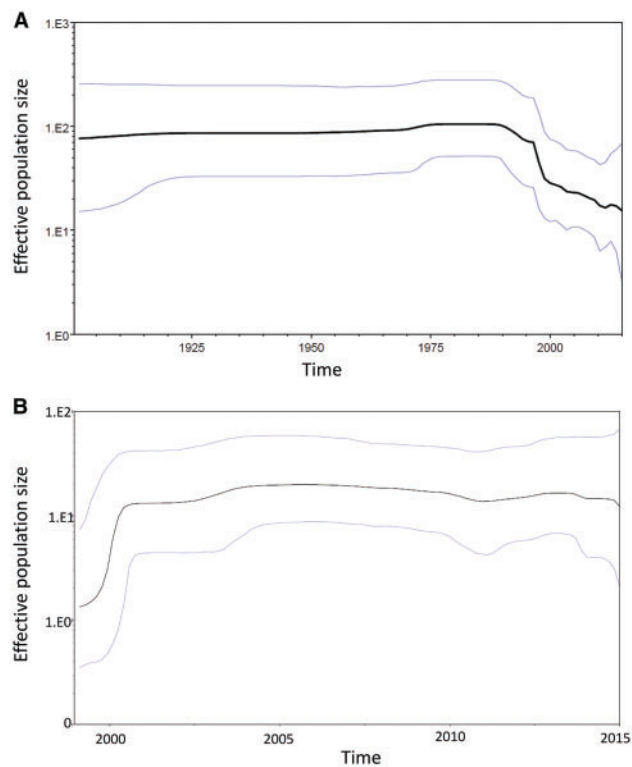 A
1.E3
1.E2
1.E1
1.E0
Effective population size
1925
1950
1975
2000
Time
B
1.E2
1.E1
1.E0
0
Effective population size
2000
2005
2010
2015
Time